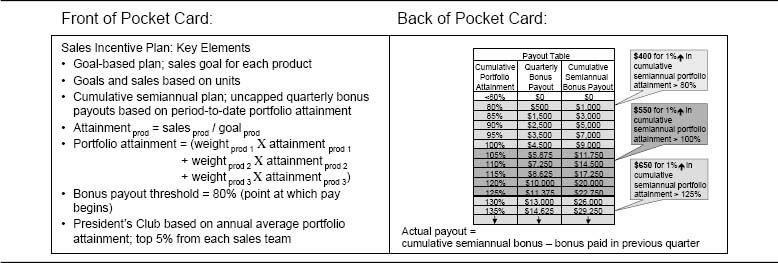 Front of Pocket Card:
Sales Incentive Plan: Key Elements
• Goal-based plan; sales goal for each product
• Goals and sales based on units
• Cumulative semiannual plan; uncapped quarterly bonus
payouts based on period-to-date portfolio attainment
• Attainment prod = sales prod / goal prod
• Portfolio attainment = (weight prod 1 X attainment prod 1
+ weight prod 2 X attainment prod 2
+ weight prod 3 X attainment prod 3)
• Bonus payout threshold = 80% (point at which pay
begins)
• President's Club based on annual average portfolio
attainment; top 5% from each sales team
Back of Pocket Card:
Payout Table
Cumulative Quarterly Cumulative
Portfolio Bonus Semiannual
Attainment Payout Bonus Payout
<80% $0 $0
80% $500 $1,000
85% $1,500 $3,000
90% $2,500 $5,000
95% $3,500 $7,000
100% $4,500 $9,000
105% $5,875 $11,750
110% $7,250 $14,500
115% $8,625 $17,250
120% $10,000 $20,000
125% $11,375 $22,750
130% $13,000 $26,000
135% $14,625 $29,250
$400 for 1% in
cumulative
semiannual portfolio
attainment > 80%
$550 for 1% in
cumulative
semiannual portfolio
attainment > 100%
$650 for 1% in
cumulative
semiannual portfolio
attainment > 125%
Actual payout =
cumulative semiannual bonus – bonus paid in previous quarter